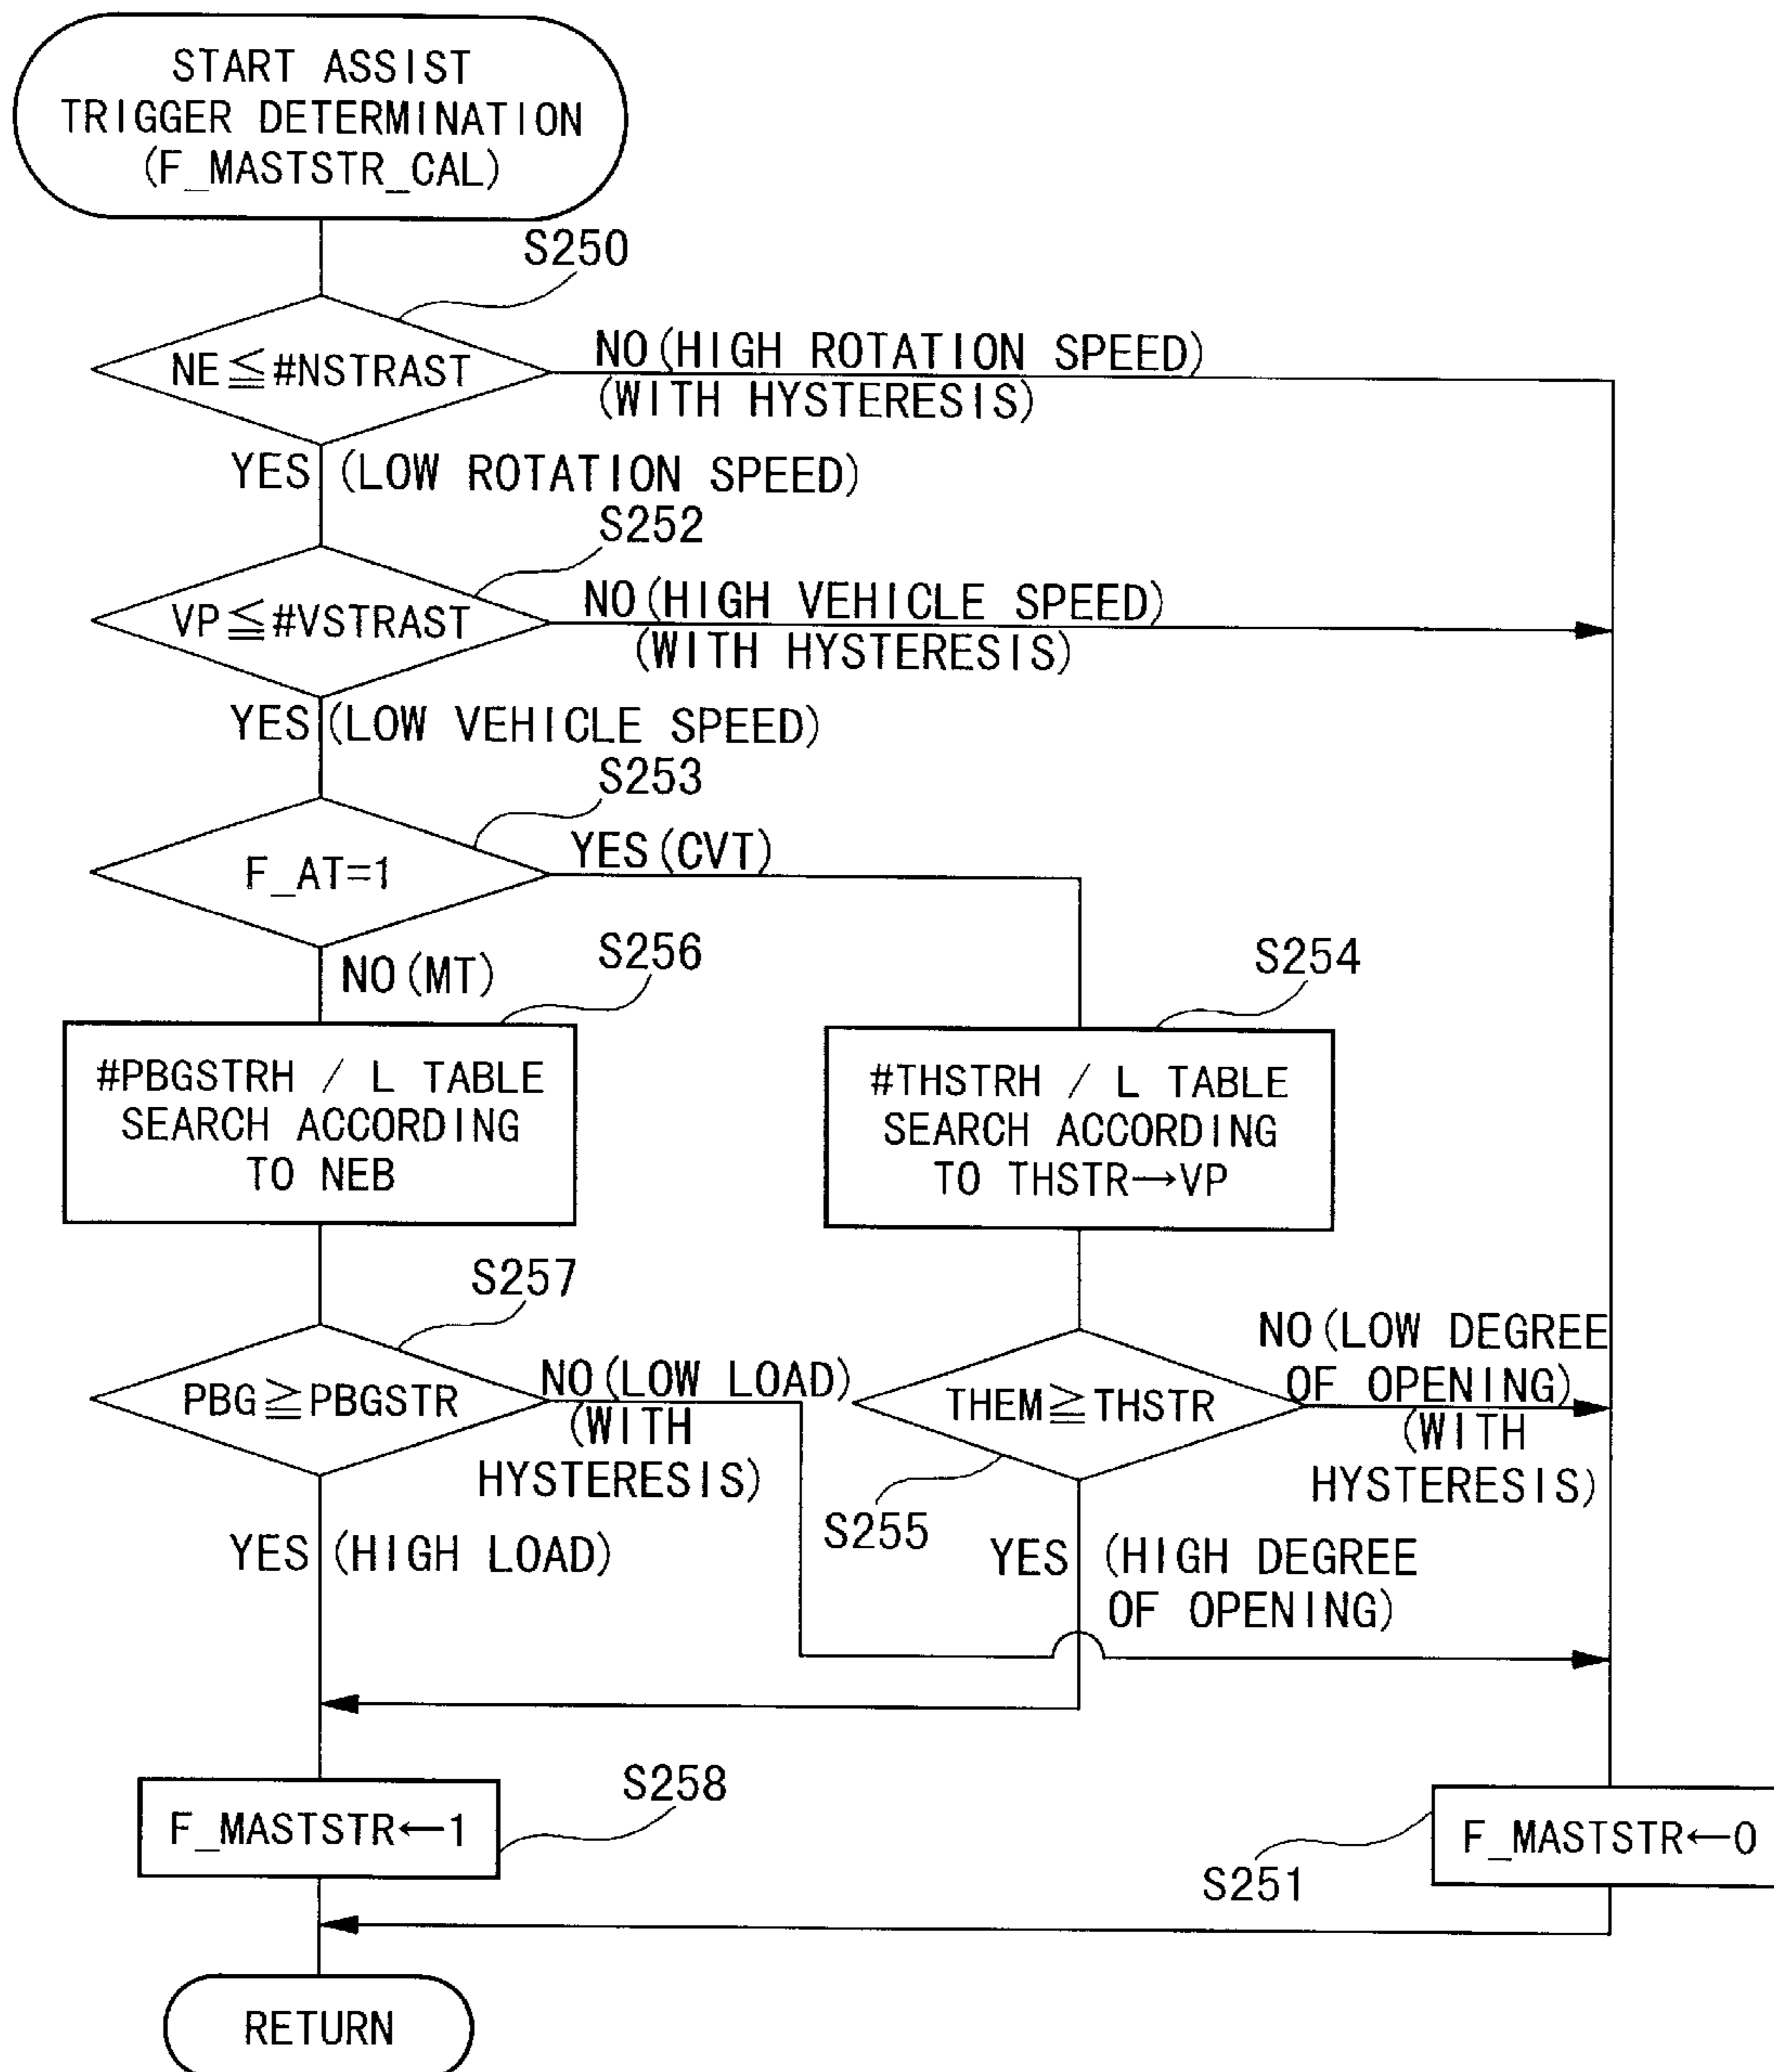 START ASSIST
TRIGGER DETERMINATION
(F_MASTSTR_CAL)
S250
NE≦#NSTRAST
NO(HIGH ROTATION SPEED)
(WITH HYSTERESIS)
YES (LOW ROTATION SPEED)
S252
VP≦#VSTRAST
NO(HIGH VEHICLE SPEED)
(WITH HYSTERESIS)
YES(LOW VEHICLE SPEED)
S253
F_AT=1
YES(CVT)
NO(MT)
S256
S254
#PBGSTRH / L TABLE
SEARCH ACCORDING
TO NEB
#THSTRH / L TABLE
SEARCH ACCORDING
TO THSTR→VP
S257
PBG≧PBGSTR
NO(LOW LOAD)
(WITH
HYSTERESIS)
THEM≧THSTR
NO(LOW DEGREE
OF OPENING)
(WITH
HYSTERESIS)
S255
YES (HIGH LOAD)
YES (HIGH DEGREE
OF OPENING)
F_MASTSTR←1
S258
F_MASTSTR←0
S251
RETURN